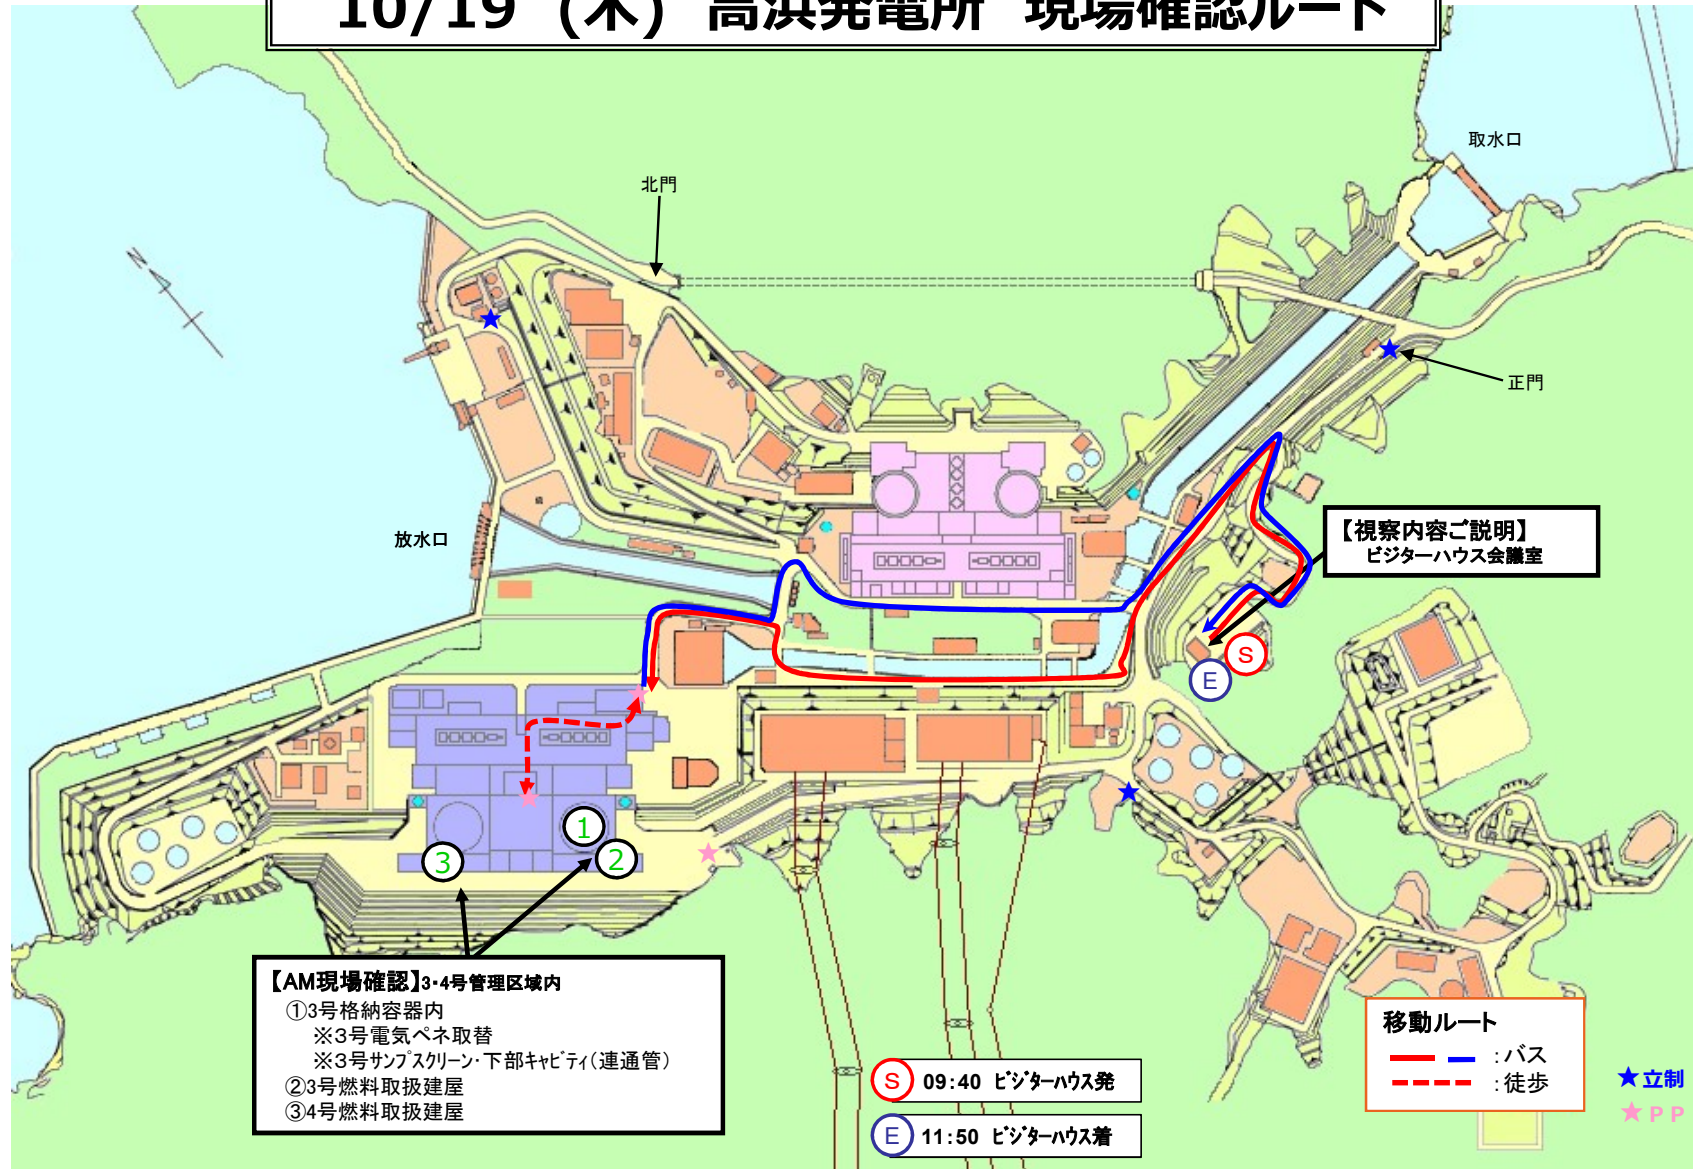 10/19 (木) 高浜発電所 現場確認ルート
取水口
北門
N
正門
放水口
【視察内容ご説明】
ビジターハウス会議室
S
E
1
2
3
【AM現場確認】3・4号管理区域内
①3号格納容器内
※3号電気ペネ取替
※3号サンプスクリーン・下部キャビティ(連通管)
②3号燃料取扱建屋
③4号燃料取扱建屋
S 09:40 ビジターハウス発
E 11:50 ビジターハウス着
移動ルート
:バス
:徒歩
★立制
★PP